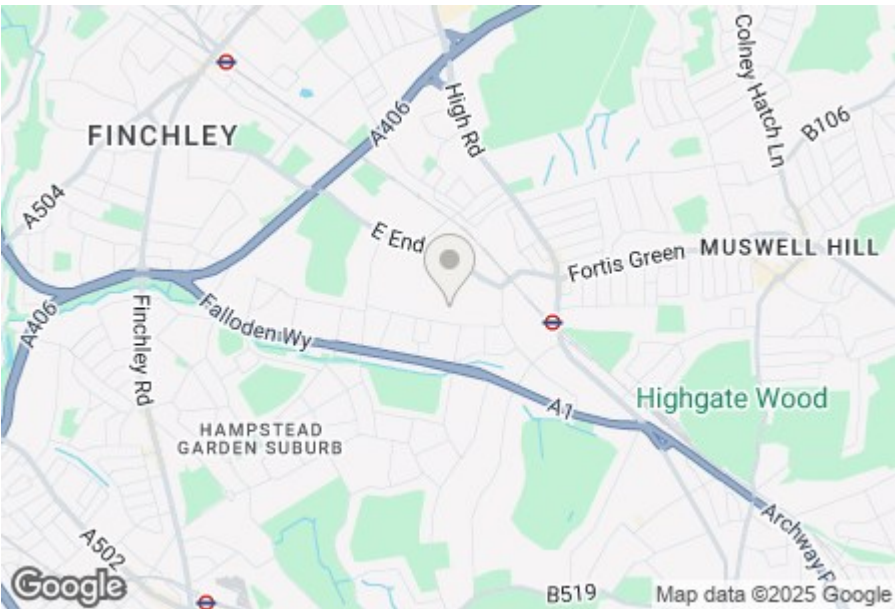 Colney Hatch Ln
A406
High Rd
B106
FINCHLEY
A504
E End
Fortis Green
MUSWELL HILL
A406
Finchley Rd
Falloden Wy
A1
Highgate Wood
HAMPSTEAD
GARDEN SUBURB
A502
Archway R
B519
Google
Map data ©2025 Google